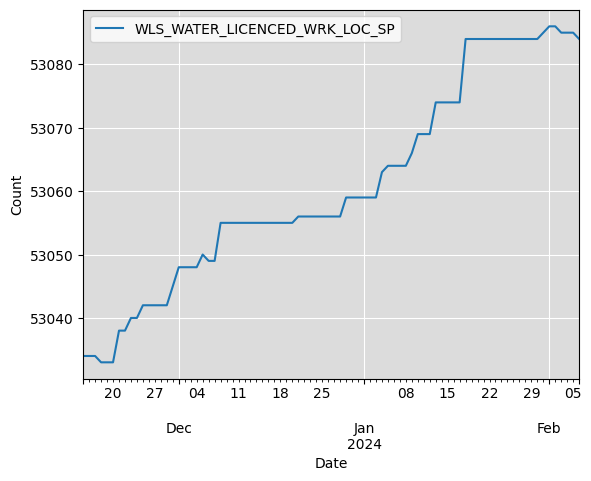 WLS_WATER_LICENCED_WRK_LOC_SP
53080
53070
53060
53050
53040
Count
20 27 04 11 18 25 08 15 22 29 05
Dec Jan Feb
2024
Date